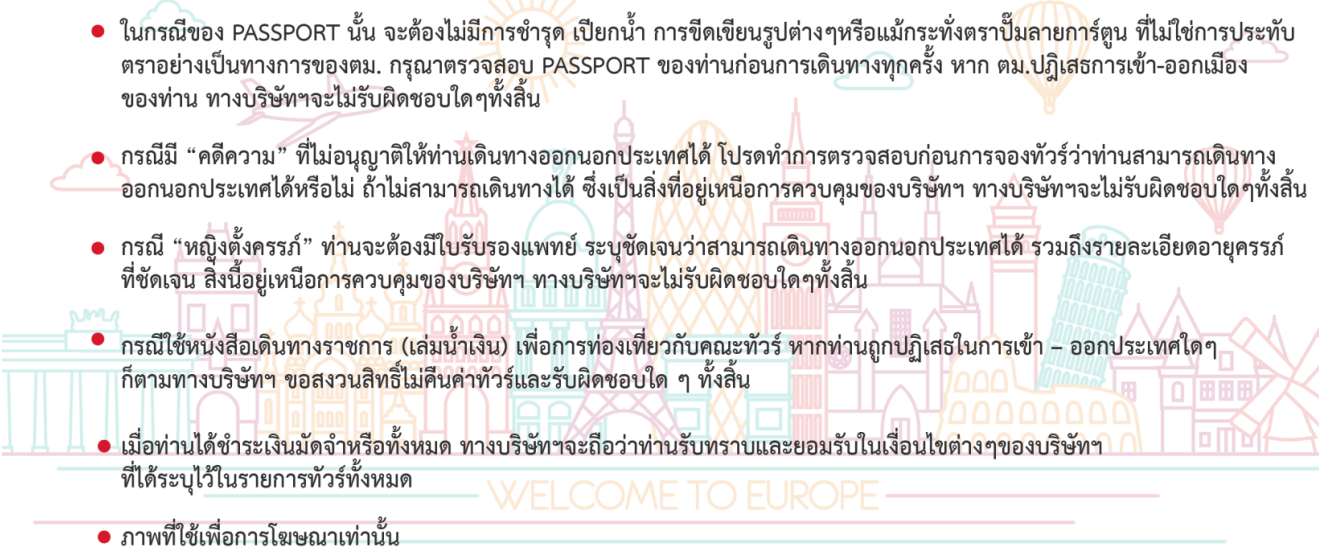 ● ในกรณีของ PASSPORT นั้น จะต้องไม่มีการชำรุด เปียกน้ำ การขีดเขียนรูปต่างๆหรือแม้กระทั่งตราปั๊มลายการ์ตูน ที่ไม่ใช่การประทับ
ตราอย่างเป็นทางการของตม. กรุณาตรวจสอบ PASSPORT ของท่านก่อนการเดินทางทุกครั้ง หาก ตม.ปฎิเสธการเข้า-ออกเมือง
ของท่าน ทางบริษัทฯจะไม่รับผิดชอบใดๆทั้งสิ้น
● กรณีมี “คดีความ” ที่ไม่อนุญาติให้ท่านเดินทางออกนอกประเทศได้ โปรดทำการตรวจสอบก่อนการจองทัวร์ว่าท่านสามารถเดินทาง
ออกนอกประเทศได้หรือไม่ ถ้าไม่สามารถเดินทางได้ ซึ่งเป็นสิ่งที่อยู่เหนือการควบคุมของบริษัทฯ ทางบริษัทฯจะไม่รับผิดชอบใดๆทั้งสิ้น
● กรณี “หญิงตั้งครรภ์” ท่านจะต้องมีใบรับรองแพทย์ ระบุชัดเจนว่าสามารถเดินทางออกนอกประเทศได้ รวมถึงรายละเอียดอายุครรภ์
ที่ชัดเจน สิ่งนี้อยู่เหนือการควบคุมของบริษัทฯ ทางบริษัทฯจะไม่รับผิดชอบใดๆทั้งสิ้น
● กรณีใช้หนังสือเดินทางราชการ (เล่มน้ำเงิน) เพื่อการท่องเที่ยวกับคณะทัวร์ หากท่านถูกปฏิเสธในการเข้า – ออกประเทศใดๆ
ก็ตามทางบริษัทฯ ขอสงวนสิทธิ์ไม่คืนค่าทัวร์และรับผิดชอบใด ๆ ทั้งสิ้น
● เมื่อท่านได้ชำระเงินมัดจำหรือทั้งหมด ทางบริษัทฯจะถือว่าท่านรับทราบและยอมรับในเงื่อนไขต่างๆของบริษัทฯ
ที่ได้ระบุไว้ในรายการทัวร์ทั้งหมด
WELCOME TO EUROPE
● ภาพที่ใช้เพื่อการโฆษณาเท่านั้น